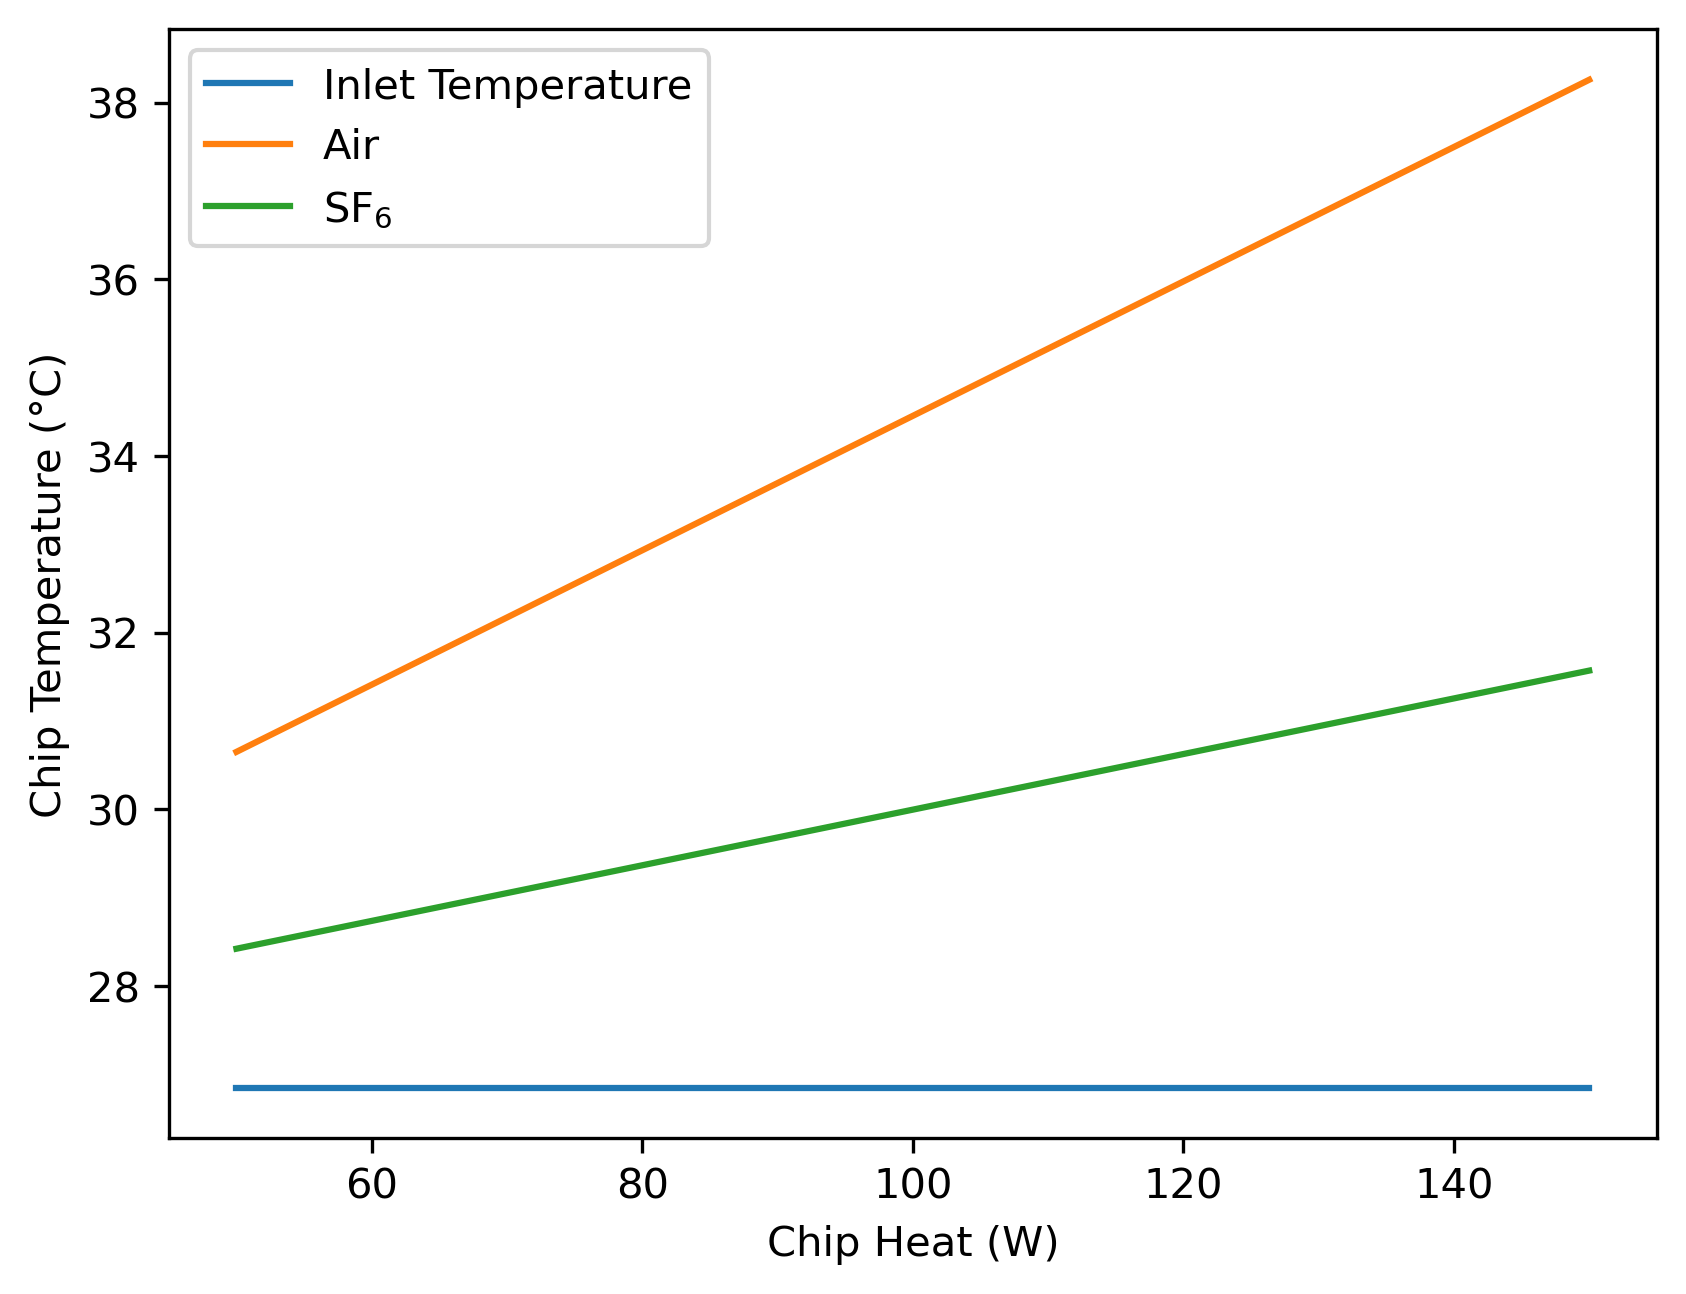 Inlet Temperature
Air
SF₆
38
36
34
32
30
28
Chip Temperature (°C)
60 80 100 120 140
Chip Heat (W)